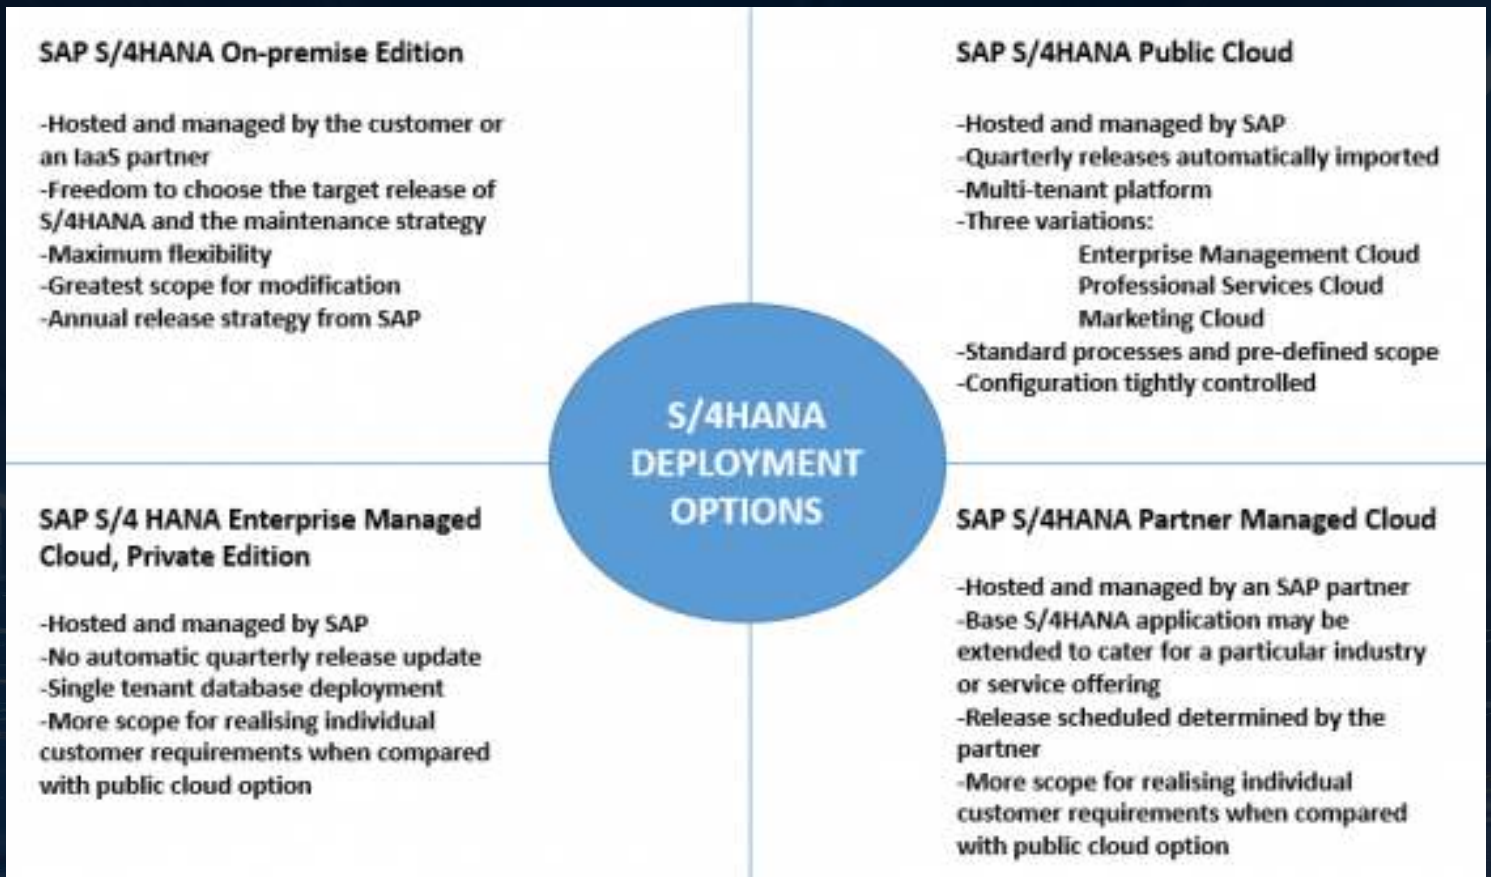 SAP S/4HANA On-premise Edition
-Hosted and managed by the customer or
an IaaS partner
-Freedom to choose the target release of
S/4HANA and the maintenance strategy
-Maximum flexibility
-Greatest scope for modification
-Annual release strategy from SAP
SAP S/4HANA Public Cloud
-Hosted and managed by SAP
-Quarterly releases automatically imported
-Multi-tenant platform
-Three variations:
Enterprise Management Cloud
Professional Services Cloud
Marketing Cloud
-Standard processes and pre-defined scope
-Configuration tightly controlled
S/4HANA
DEPLOYMENT
OPTIONS
SAP S/4 HANA Enterprise Managed
Cloud, Private Edition
-Hosted and managed by SAP
-No automatic quarterly release update
-Single tenant database deployment
-More scope for realising individual
customer requirements when compared
with public cloud option
SAP S/4HANA Partner Managed Cloud
-Hosted and managed by an SAP partner
-Base S/4HANA application may be
extended to cater for a particular industry
or service offering
-Release scheduled determined by the
partner
-More scope for realising individual
customer requirements when compared
with public cloud option